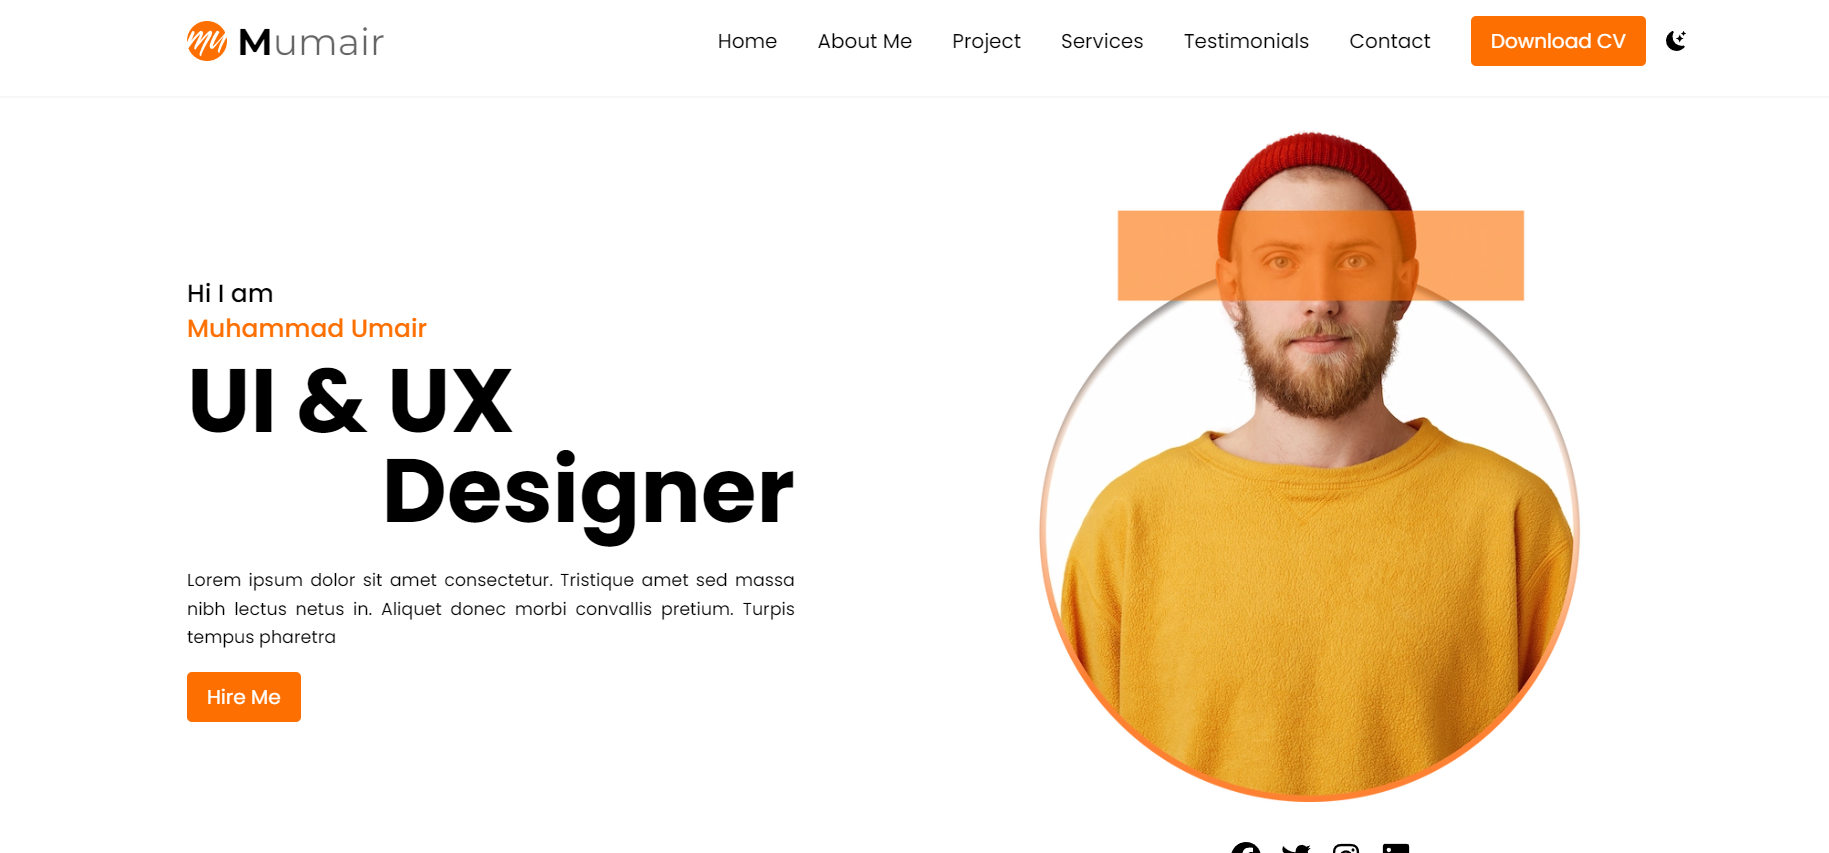 my Mumair
Home About Me Project Services Testimonials Contact Download CV
Hi I am
Muhammad Umair
UI & UX
Designer
Lorem ipsum dolor sit amet consectetur. Tristique amet sed massa
nibh lectus netus in. Aliquet donec morbi convallis pretium. Turpis
tempus pharetra
Hire Me